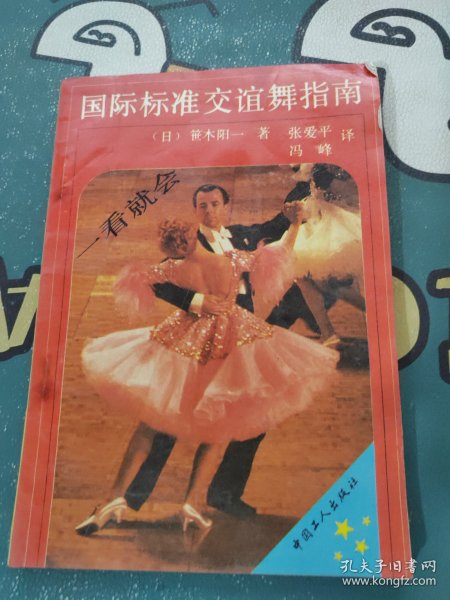 国际标准交谊舞指南
（日）笹木阳一 著 张爱平 译
冯峰
一看就会
中国工人出版社
孔夫子旧书网
www.kongfz.com